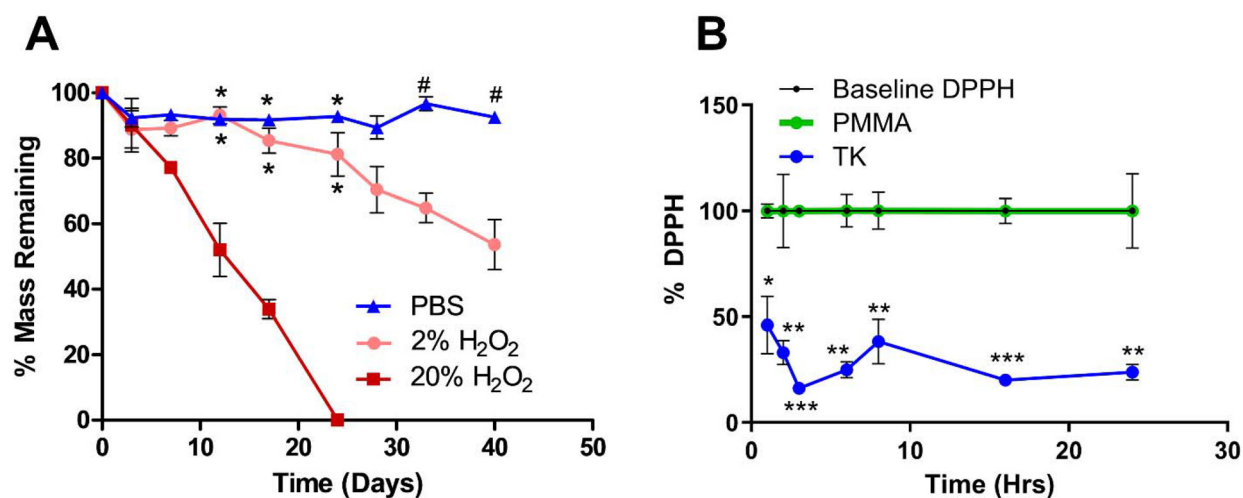 A
% Mass Remaining
100
80
60
40
20
0
* * * # #
* * *
PBS
2% H₂O₂
20% H₂O₂
0 10 20 30 40 50
Time (Days)
B
% DPPH
150
100
50
0
Baseline DPPH
PMMA
TK
* ** *** ** ** *** **
0 10 20 30
Time (Hrs)